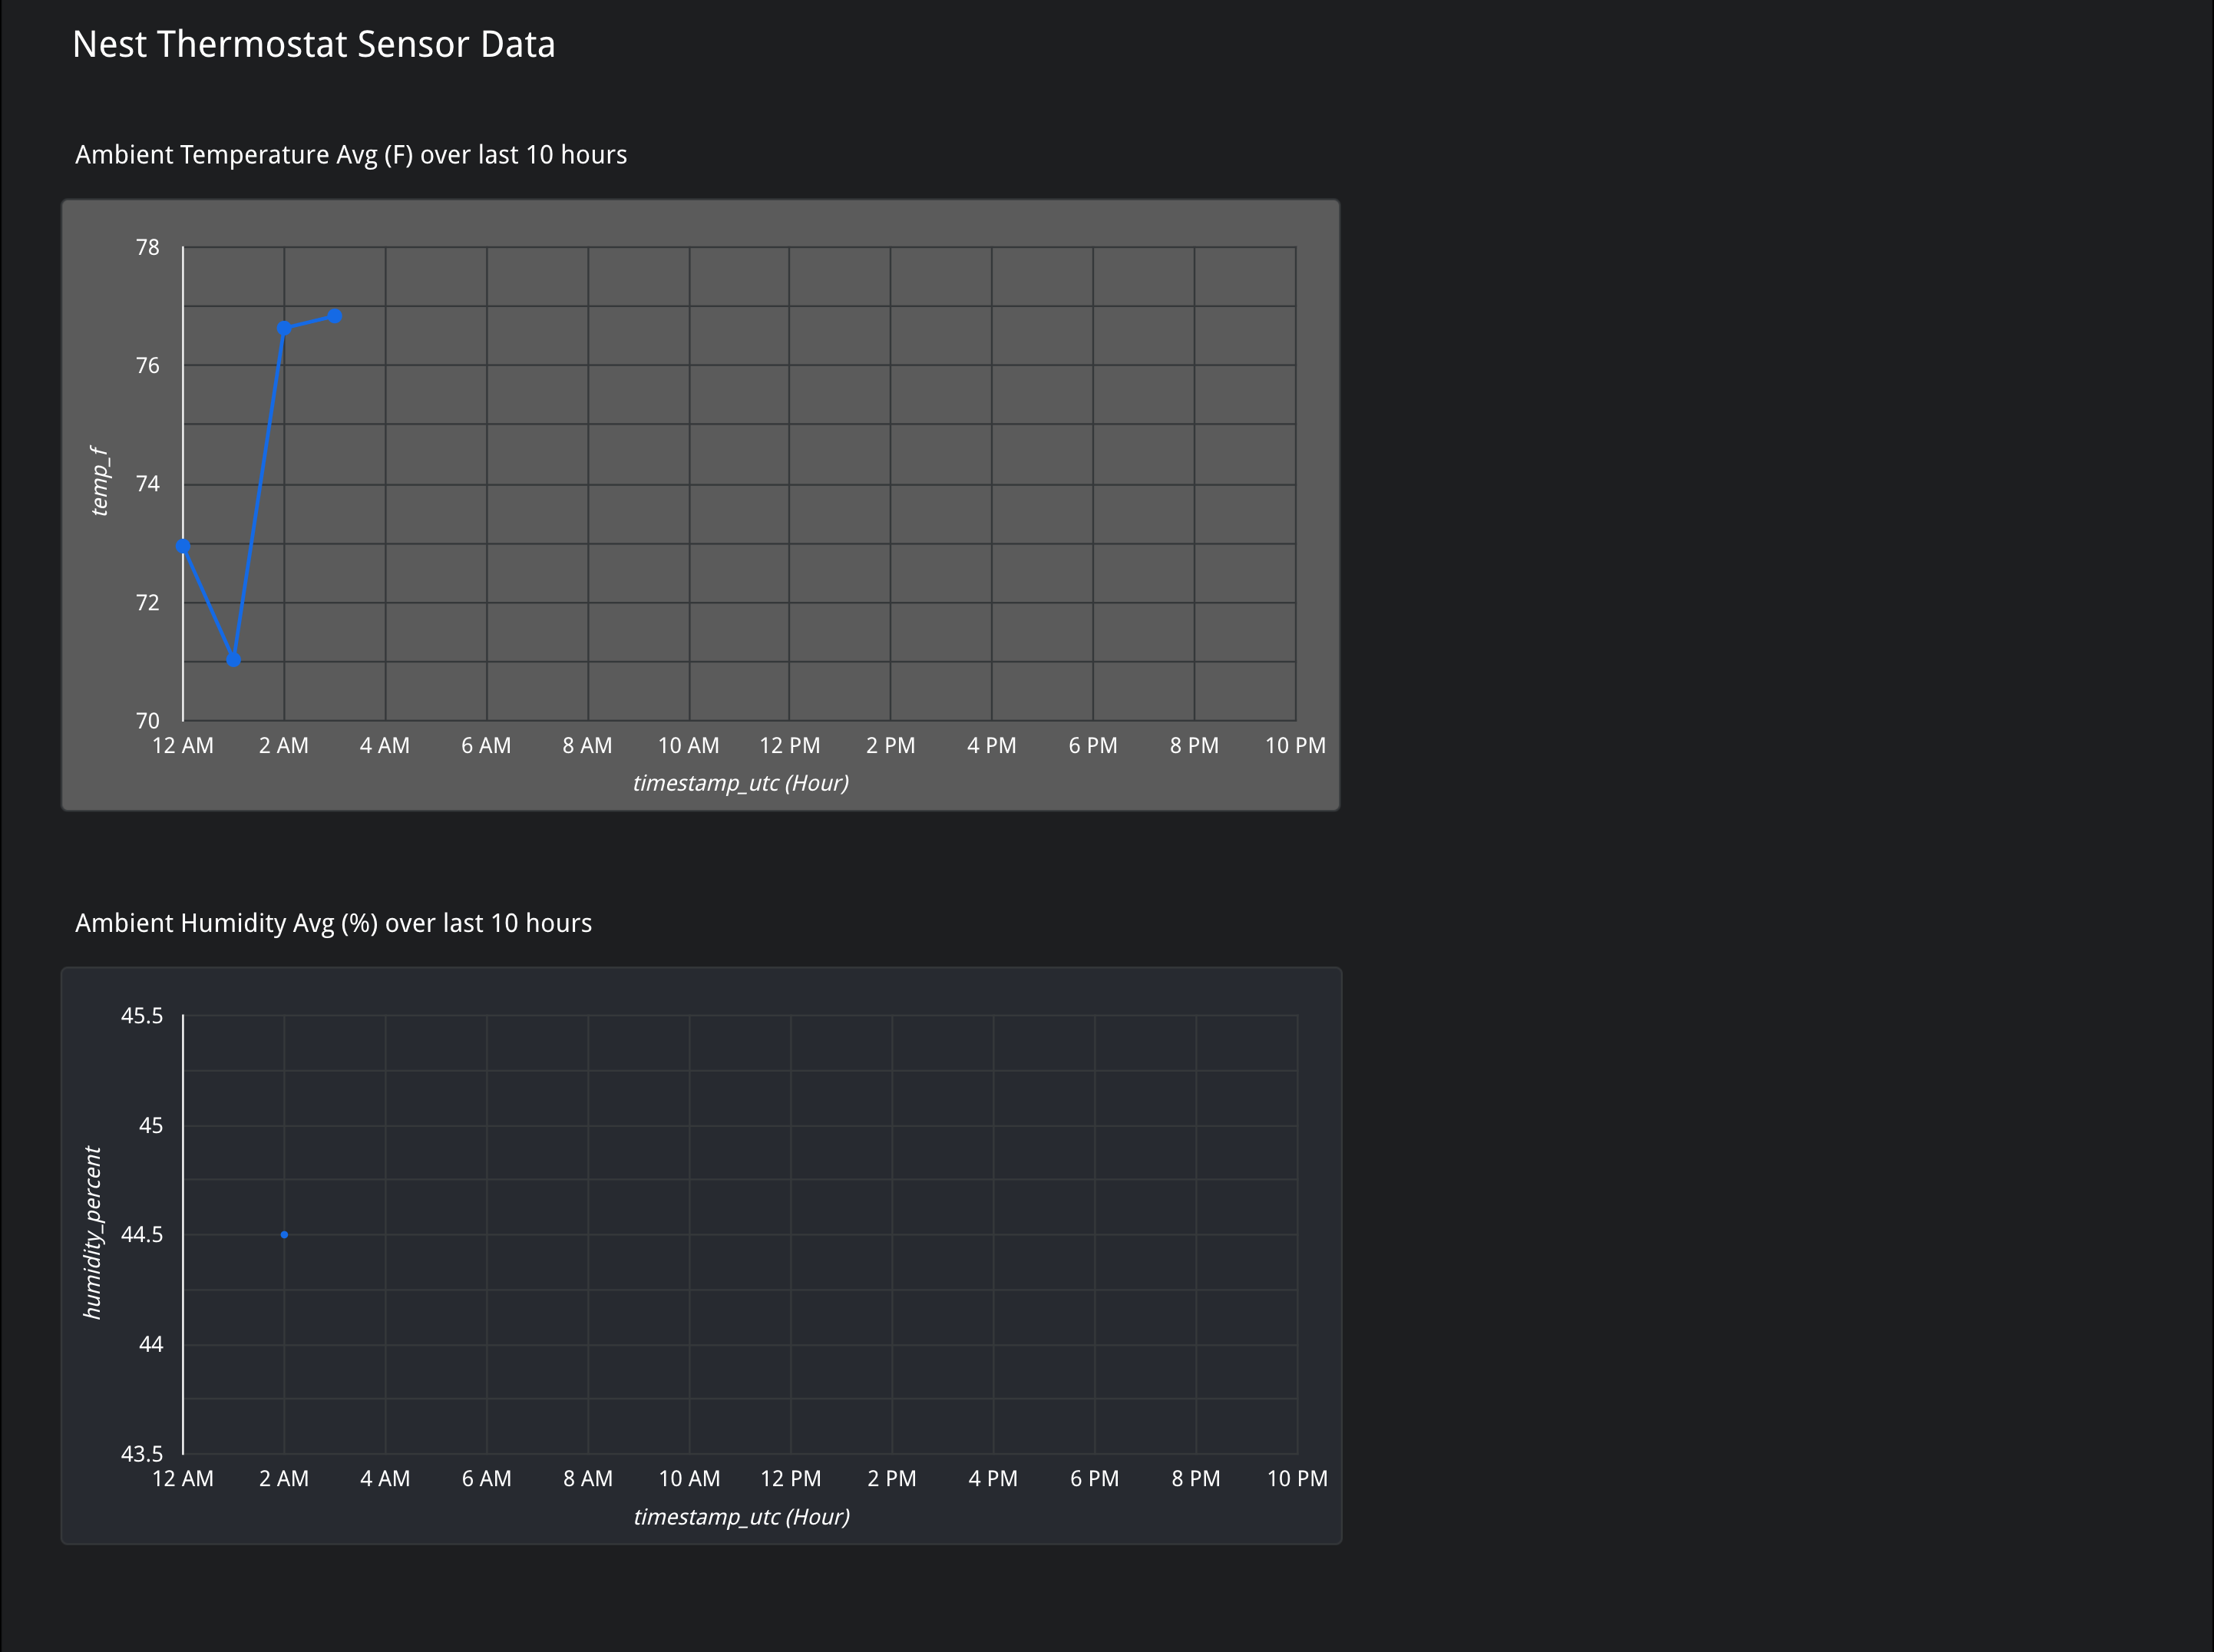 Nest Thermostat Sensor Data
Ambient Temperature Avg (F) over last 10 hours
78
76
74
72
70
temp_f
12 AM 2 AM 4 AM 6 AM 8 AM 10 AM 12 PM 2 PM 4 PM 6 PM 8 PM 10 PM
timestamp_utc (Hour)
Ambient Humidity Avg (%) over last 10 hours
45.5
45
44.5
44
43.5
humidity_percent
12 AM 2 AM 4 AM 6 AM 8 AM 10 AM 12 PM 2 PM 4 PM 6 PM 8 PM 10 PM
timestamp_utc (Hour)